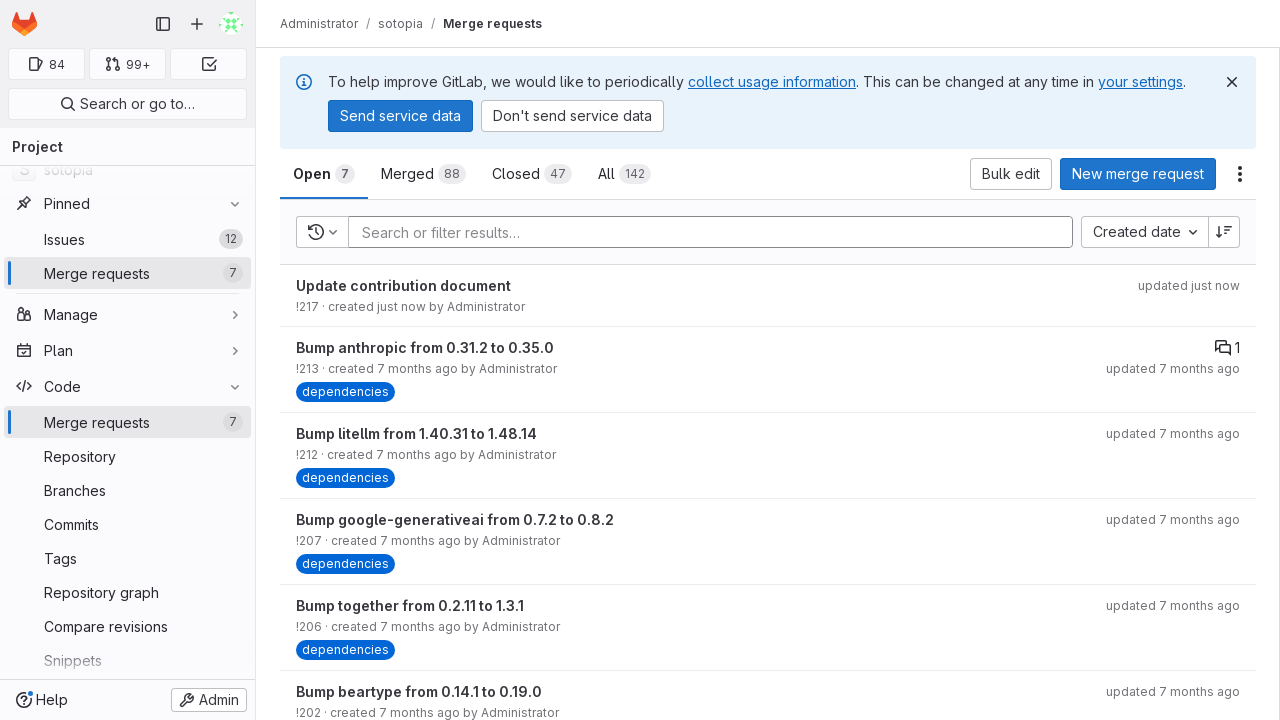 84
99+
Search or go to…
Project
S sotopia
Pinned
Issues 12
Merge requests 7
Manage
Plan
Code
Merge requests 7
Repository
Branches
Commits
Tags
Repository graph
Compare revisions
Snippets
Help
Admin
Administrator / sotopia / Merge requests
To help improve GitLab, we would like to periodically collect usage information. This can be changed at any time in your settings.
Send service data Don't send service data
Open 7 Merged 88 Closed 47 All 142 Bulk edit New merge request
Search or filter results… Created date
Update contribution document updated just now
!217 · created just now by Administrator
Bump anthropic from 0.31.2 to 0.35.0 1
!213 · created 7 months ago by Administrator updated 7 months ago
dependencies
Bump litellm from 1.40.31 to 1.48.14 updated 7 months ago
!212 · created 7 months ago by Administrator
dependencies
Bump google-generativeai from 0.7.2 to 0.8.2 updated 7 months ago
!207 · created 7 months ago by Administrator
dependencies
Bump together from 0.2.11 to 1.3.1 updated 7 months ago
!206 · created 7 months ago by Administrator
dependencies
Bump beartype from 0.14.1 to 0.19.0 updated 7 months ago
!202 · created 7 months ago by Administrator